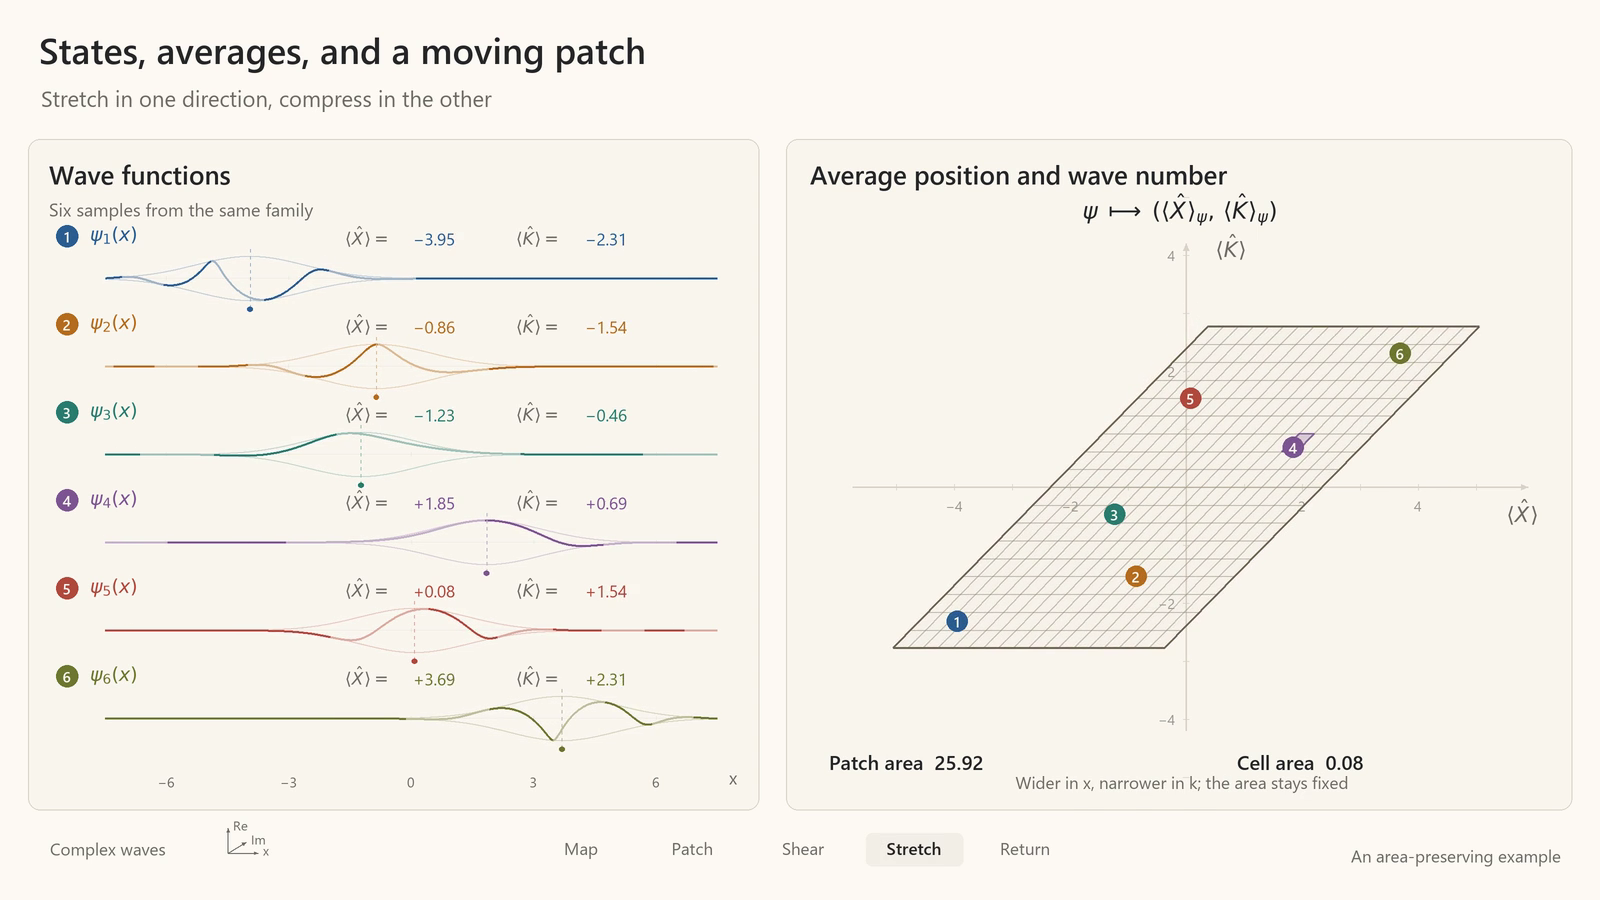 States, averages, and a moving patch
Stretch in one direction, compress in the other
Wave functions
Six samples from the same family
1 ψ₁(x) ⟨X̂⟩ = −3.95 ⟨K̂⟩ = −2.31
2 ψ₂(x) ⟨X̂⟩ = −0.86 ⟨K̂⟩ = −1.54
3 ψ₃(x) ⟨X̂⟩ = −1.23 ⟨K̂⟩ = −0.46
4 ψ₄(x) ⟨X̂⟩ = +1.85 ⟨K̂⟩ = +0.69
5 ψ₅(x) ⟨X̂⟩ = +0.08 ⟨K̂⟩ = +1.54
6 ψ₆(x) ⟨X̂⟩ = +3.69 ⟨K̂⟩ = +2.31
−6 −3 0 3 6 x
Average position and wave number
ψ ⟼ (⟨X̂⟩ψ, ⟨K̂⟩ψ)
4 ⟨K̂⟩
6
2
5
4
−4 −2 2 4
⟨X̂⟩
3
2
−2
1
−4
Patch area 25.92 Cell area 0.08
Wider in x, narrower in k; the area stays fixed
Complex waves Re Im x
Map Patch Shear Stretch Return
An area-preserving example